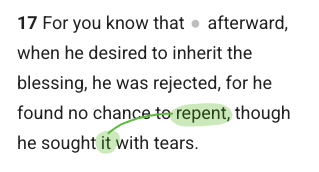 17 For you know that afterward,
when he desired to inherit the
blessing, he was rejected, for he
found no chance to repent, though
he sought it with tears.